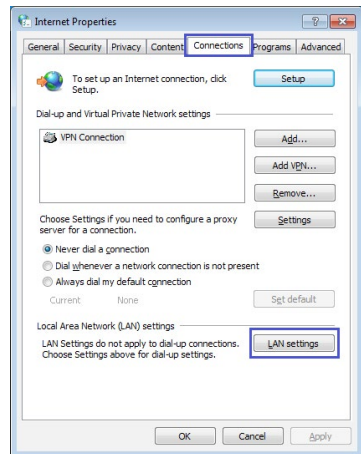 Internet Properties
General Security Privacy Content Connections Programs Advanced
To set up an Internet connection, click
Setup.
Setup
Dial-up and Virtual Private Network settings
VPN Connection
Add...
Add VPN...
Remove...
Choose Settings if you need to configure a proxy
server for a connection.
Settings
Never dial a connection
Dial whenever a network connection is not present
Always dial my default connection
Current None
Set default
Local Area Network (LAN) settings
LAN Settings do not apply to dial-up connections.
Choose Settings above for dial-up settings.
LAN settings
OK Cancel Apply